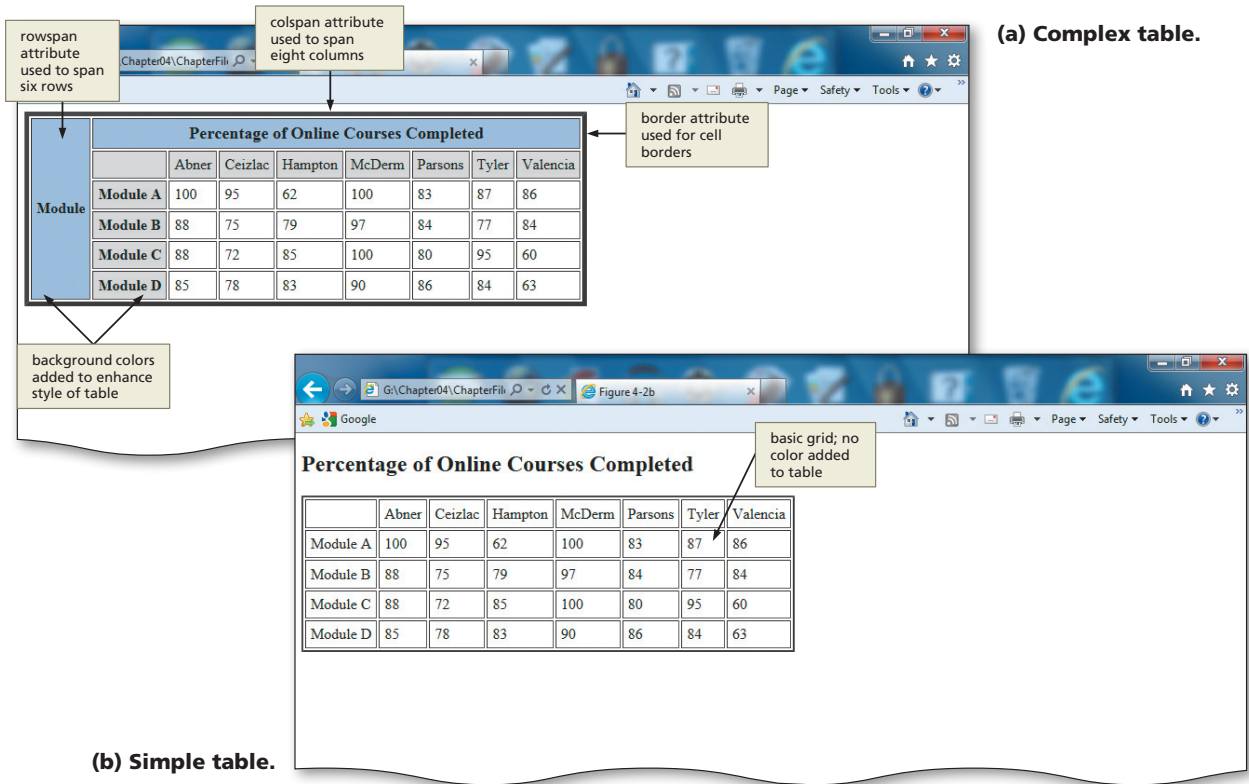 rowspan
attribute
used to span
six rows
colspan attribute
used to span
eight columns
(a) Complex table.
Chapter04\ChapterFil
Page Safety Tools
border attribute
used for cell
borders
Percentage of Online Courses Completed
Abner Ceizlac Hampton McDerm Parsons Tyler Valencia
Module
Module A 100 95 62 100 83 87 86
Module B 88 75 79 97 84 77 84
Module C 88 72 85 100 80 95 60
Module D 85 78 83 90 86 84 63
background colors
added to enhance
style of table
G:\Chapter04\ChapterFil Figure 4-2b
Google
Page Safety Tools
basic grid; no
color added
to table
Percentage of Online Courses Completed
Abner Ceizlac Hampton McDerm Parsons Tyler Valencia
Module A 100 95 62 100 83 87 86
Module B 88 75 79 97 84 77 84
Module C 88 72 85 100 80 95 60
Module D 85 78 83 90 86 84 63
(b) Simple table.